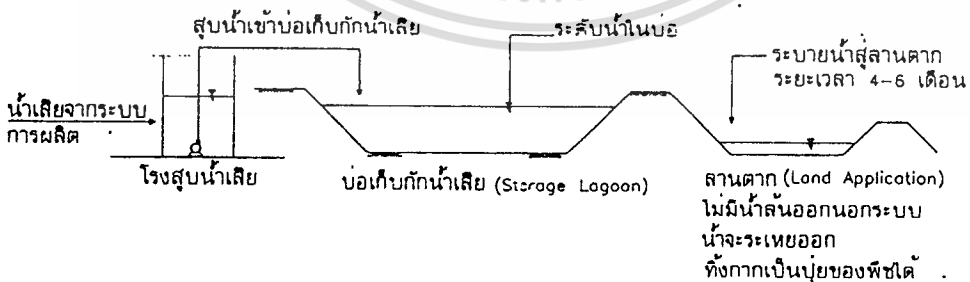 สูบน้ำเข้าบ่อเก็บกักน้ำเสีย
ระดับน้ำในบ่อ
ระบายน้ำสู่ลานตาก
ระยะเวลา 4-6 เดือน
น้ำเสียจากระบบ
การผลิต
โรงสูบน้ำเสีย
บ่อเก็บกักน้ำเสีย (Storage Lagoon)
ลานตาก (Land Application)
ไม่มีน้ำล้นออกนอกระบบ
น้ำจะระเหยออก
ทิ้งกากเป็นปุ๋ยของพืชได้